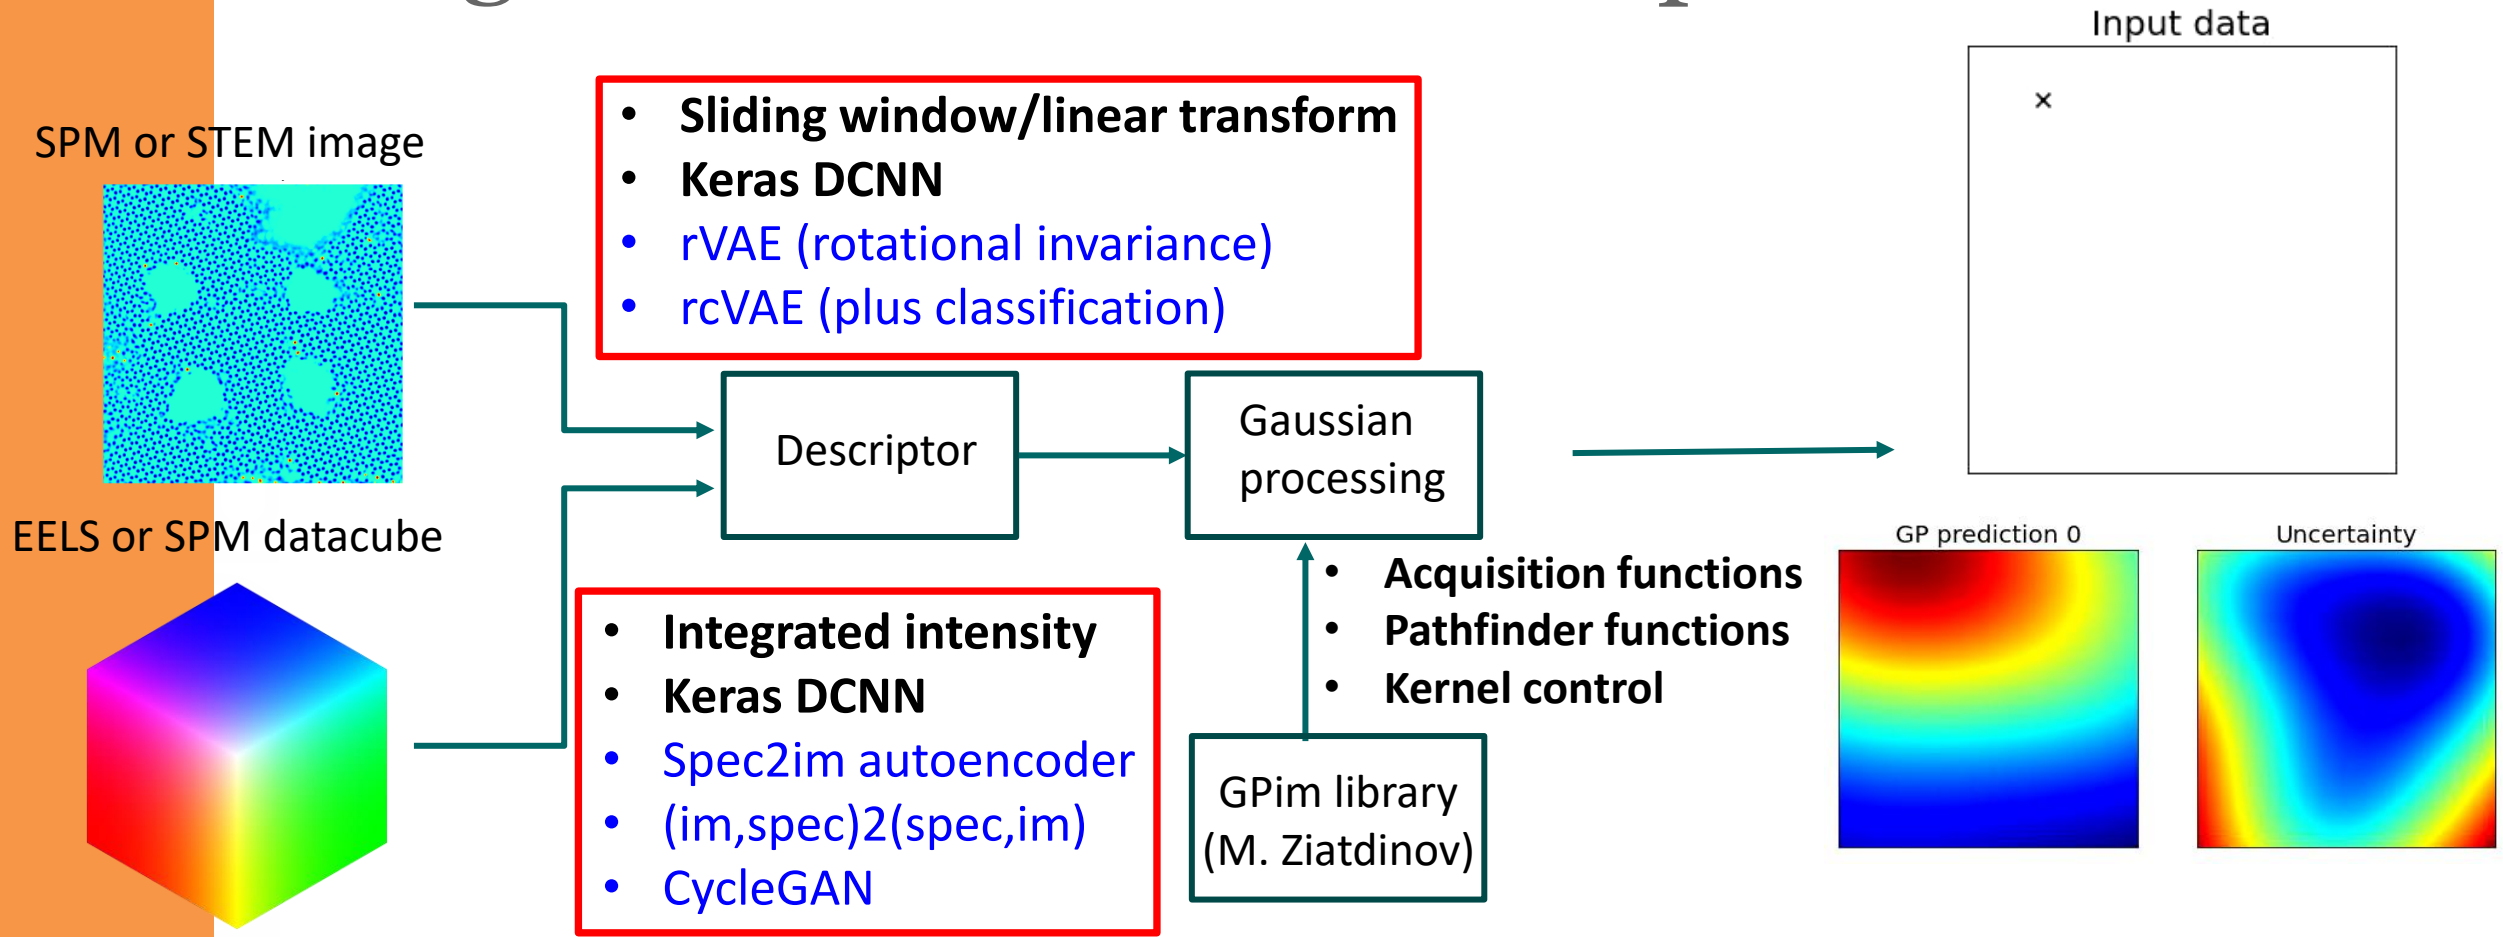 Input data
SPM or STEM image
• Sliding window/linear transform
• Keras DCNN
• rVAE (rotational invariance)
• rcVAE (plus classification)
Descriptor
Gaussian
processing
EELS or SPM datacube
• Integrated intensity
• Keras DCNN
• Spec2im autoencoder
• (im,spec)2(spec,im)
• CycleGAN
• Acquisition functions
• Pathfinder functions
• Kernel control
GPim library
(M. Ziatdinov)
GP prediction 0
Uncertainty